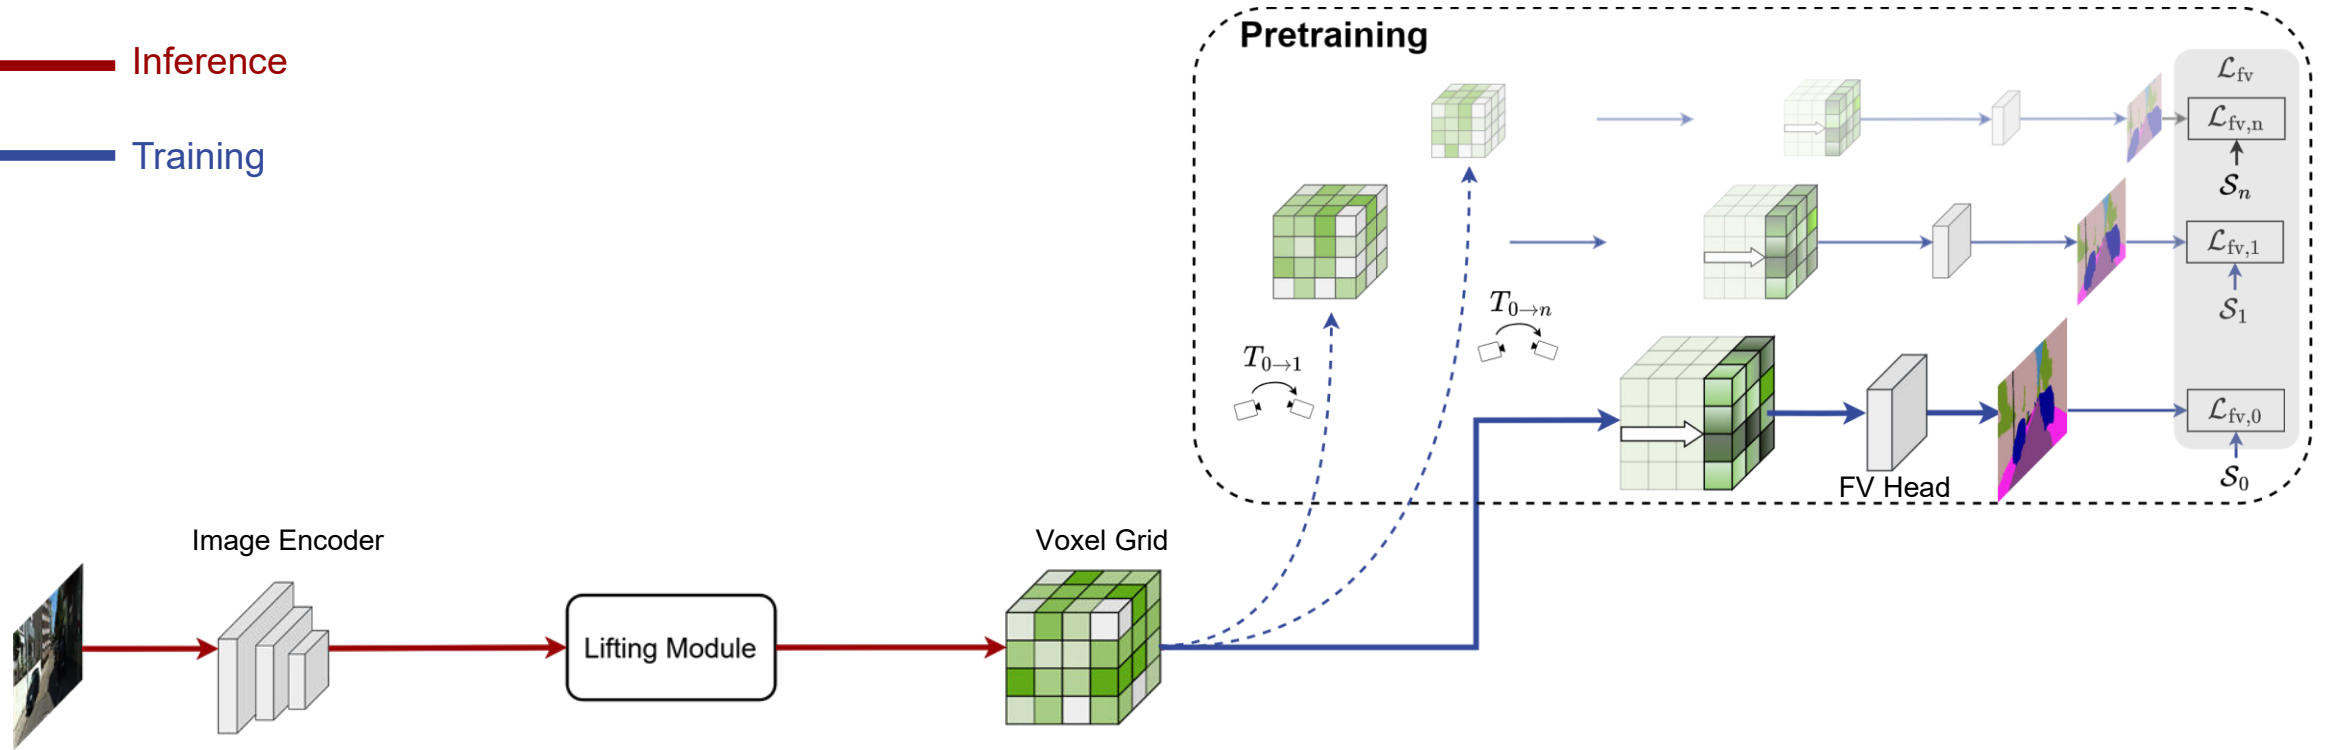 Inference
Training
Pretraining
ℒfv
ℒfv,n
𝒮n
ℒfv,1
𝒮1
T0→n
T0→1
ℒfv,0
𝒮0
FV Head
Image Encoder
Voxel Grid
Lifting Module